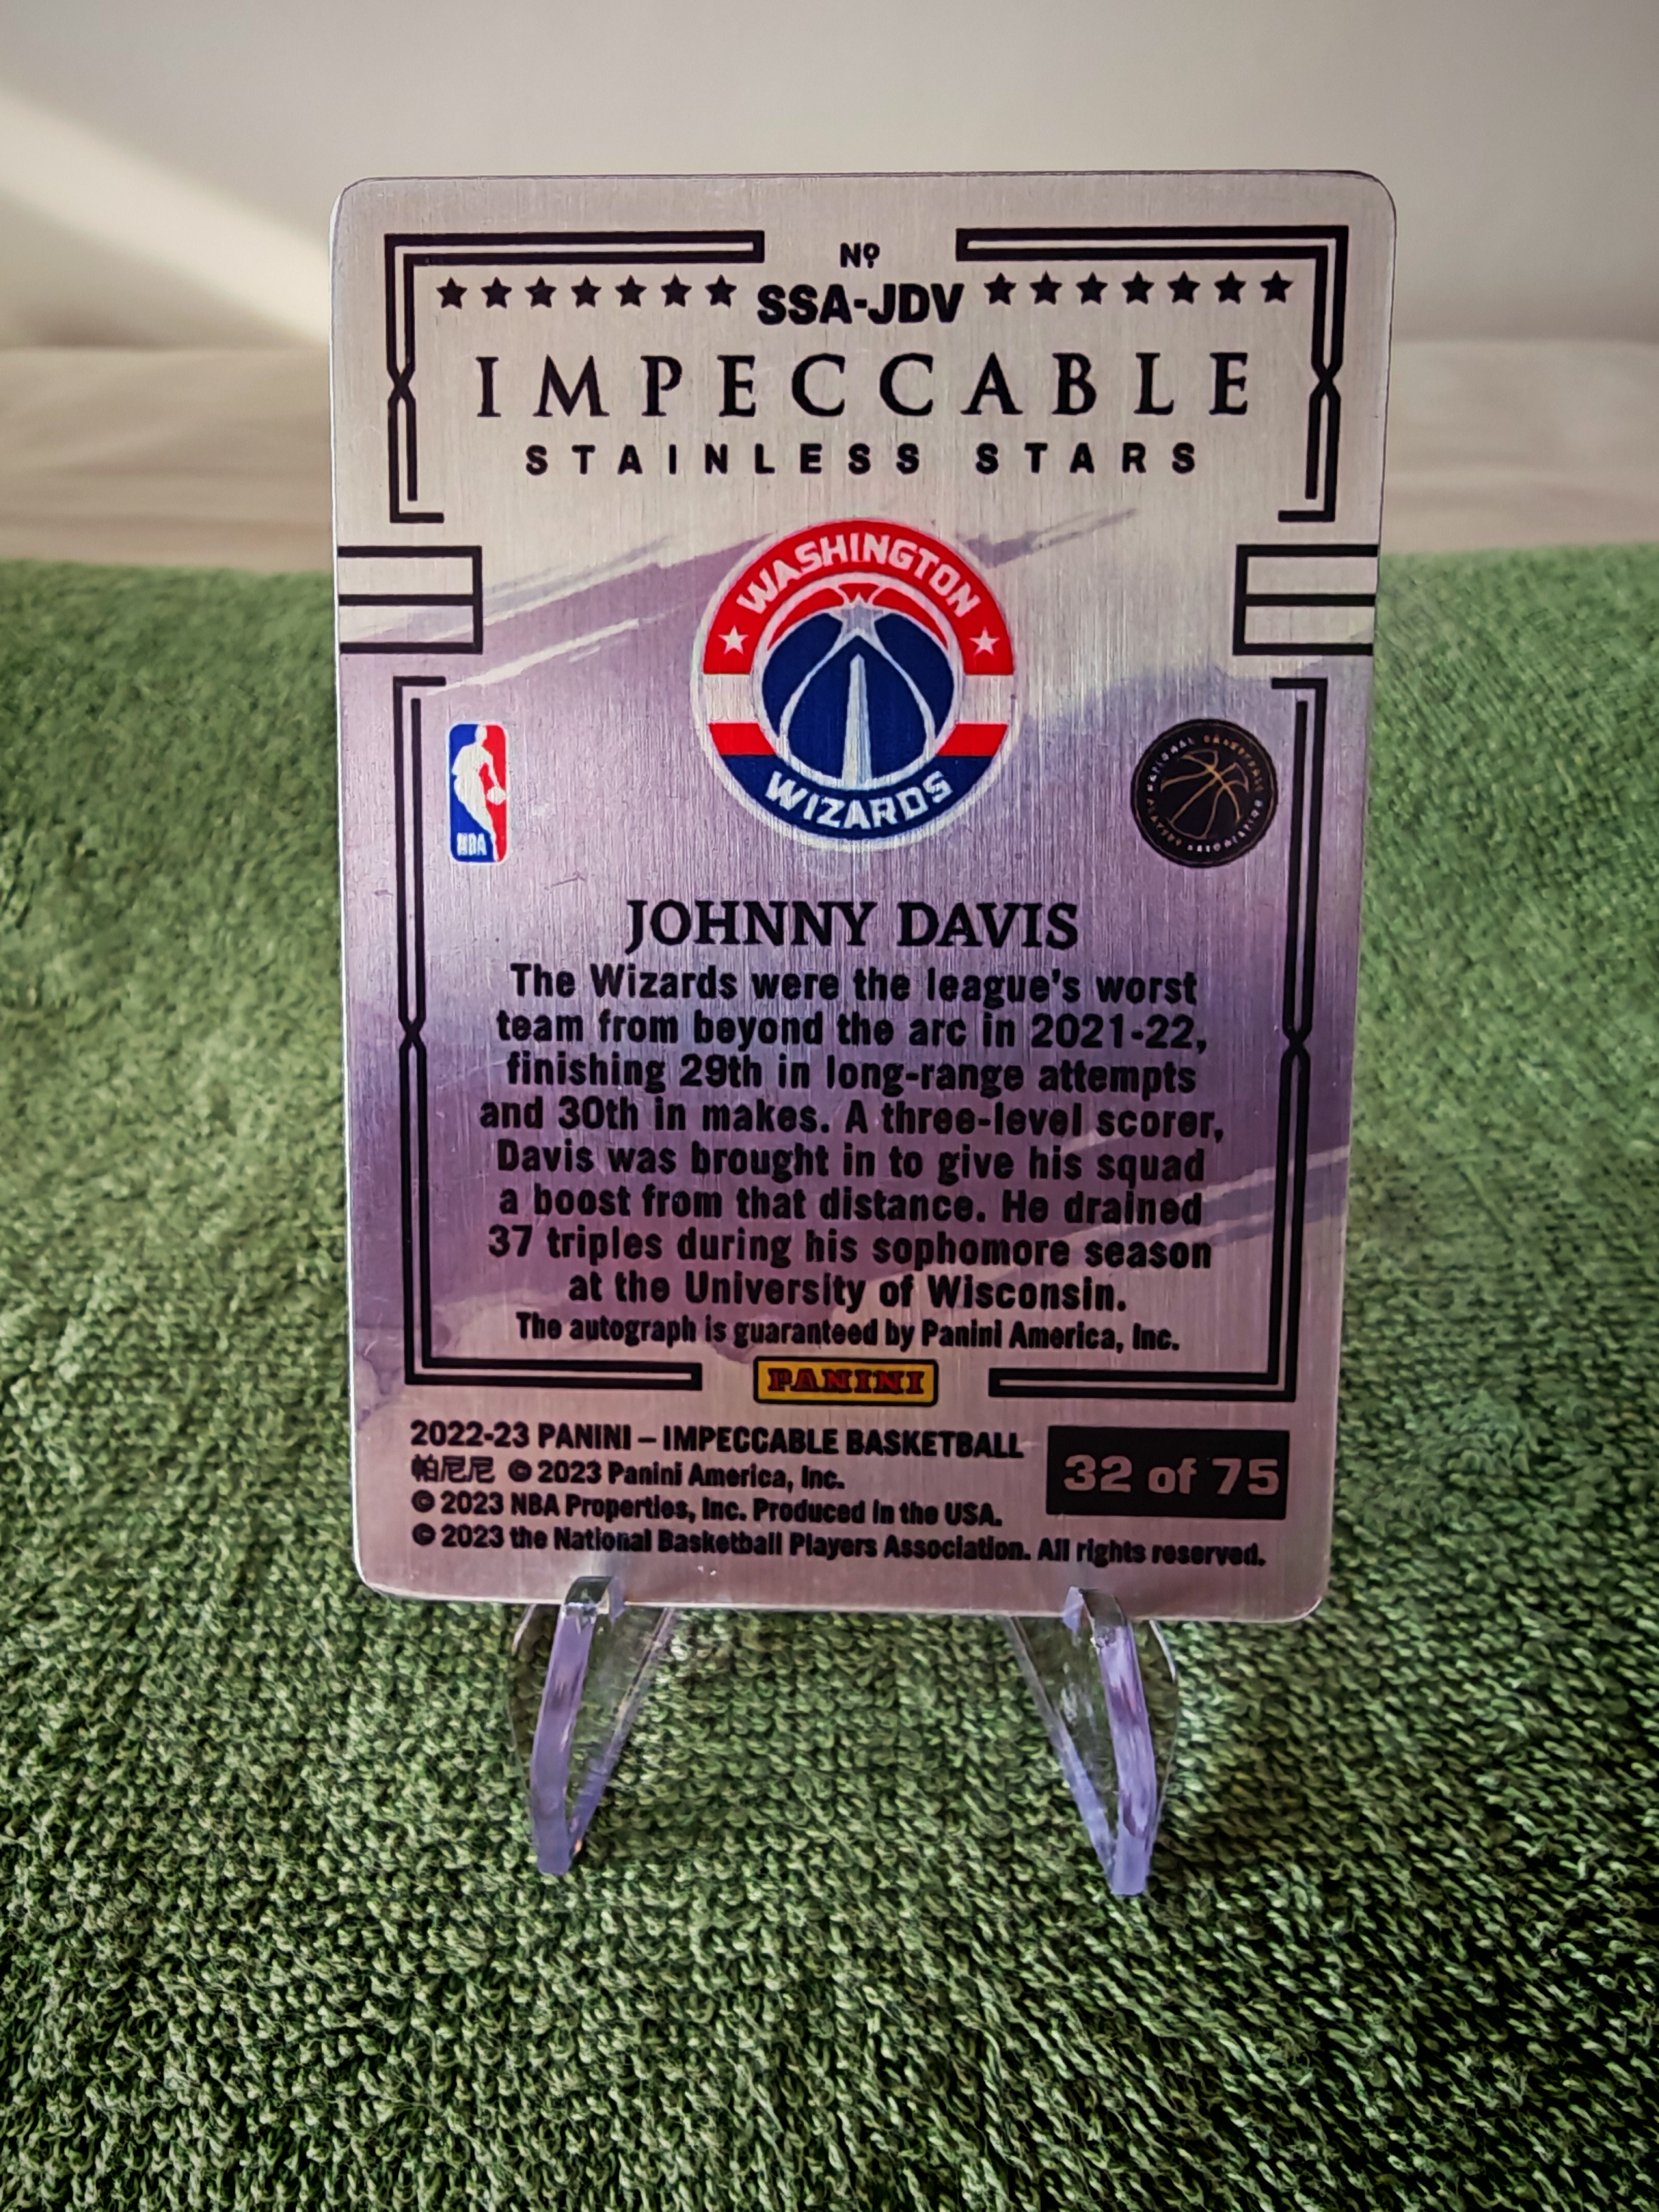 Nº
SSA-JDV
IMPECCABLE
STAINLESS STARS
WASHINGTON
WIZARDS
NBA
NATIONAL BASKETBALL
PLAYERS ASSOCIATION
JOHNNY DAVIS
The Wizards were the league's worst
team from beyond the arc in 2021-22,
finishing 29th in long-range attempts
and 30th in makes. A three-level scorer,
Davis was brought in to give his squad
a boost from that distance. He drained
37 triples during his sophomore season
at the University of Wisconsin.
The autograph is guaranteed by Panini America, Inc.
PANINI
2022-23 PANINI – IMPECCABLE BASKETBALL
帕尼尼 © 2023 Panini America, Inc.
© 2023 NBA Properties, Inc. Produced in the USA.
© 2023 the National Basketball Players Association. All rights reserved.
32 of 75